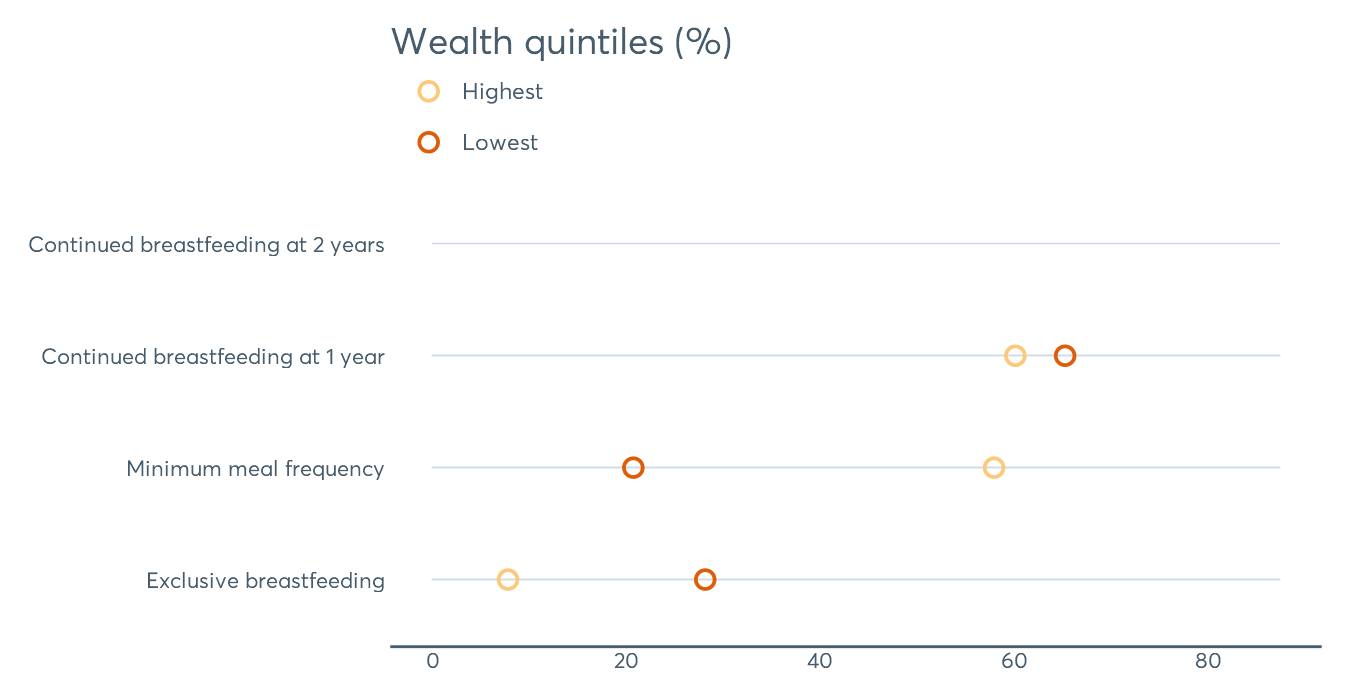 Wealth quintiles (%)
Highest
Lowest
Continued breastfeeding at 2 years
Continued breastfeeding at 1 year
Minimum meal frequency
Exclusive breastfeeding
0 20 40 60 80